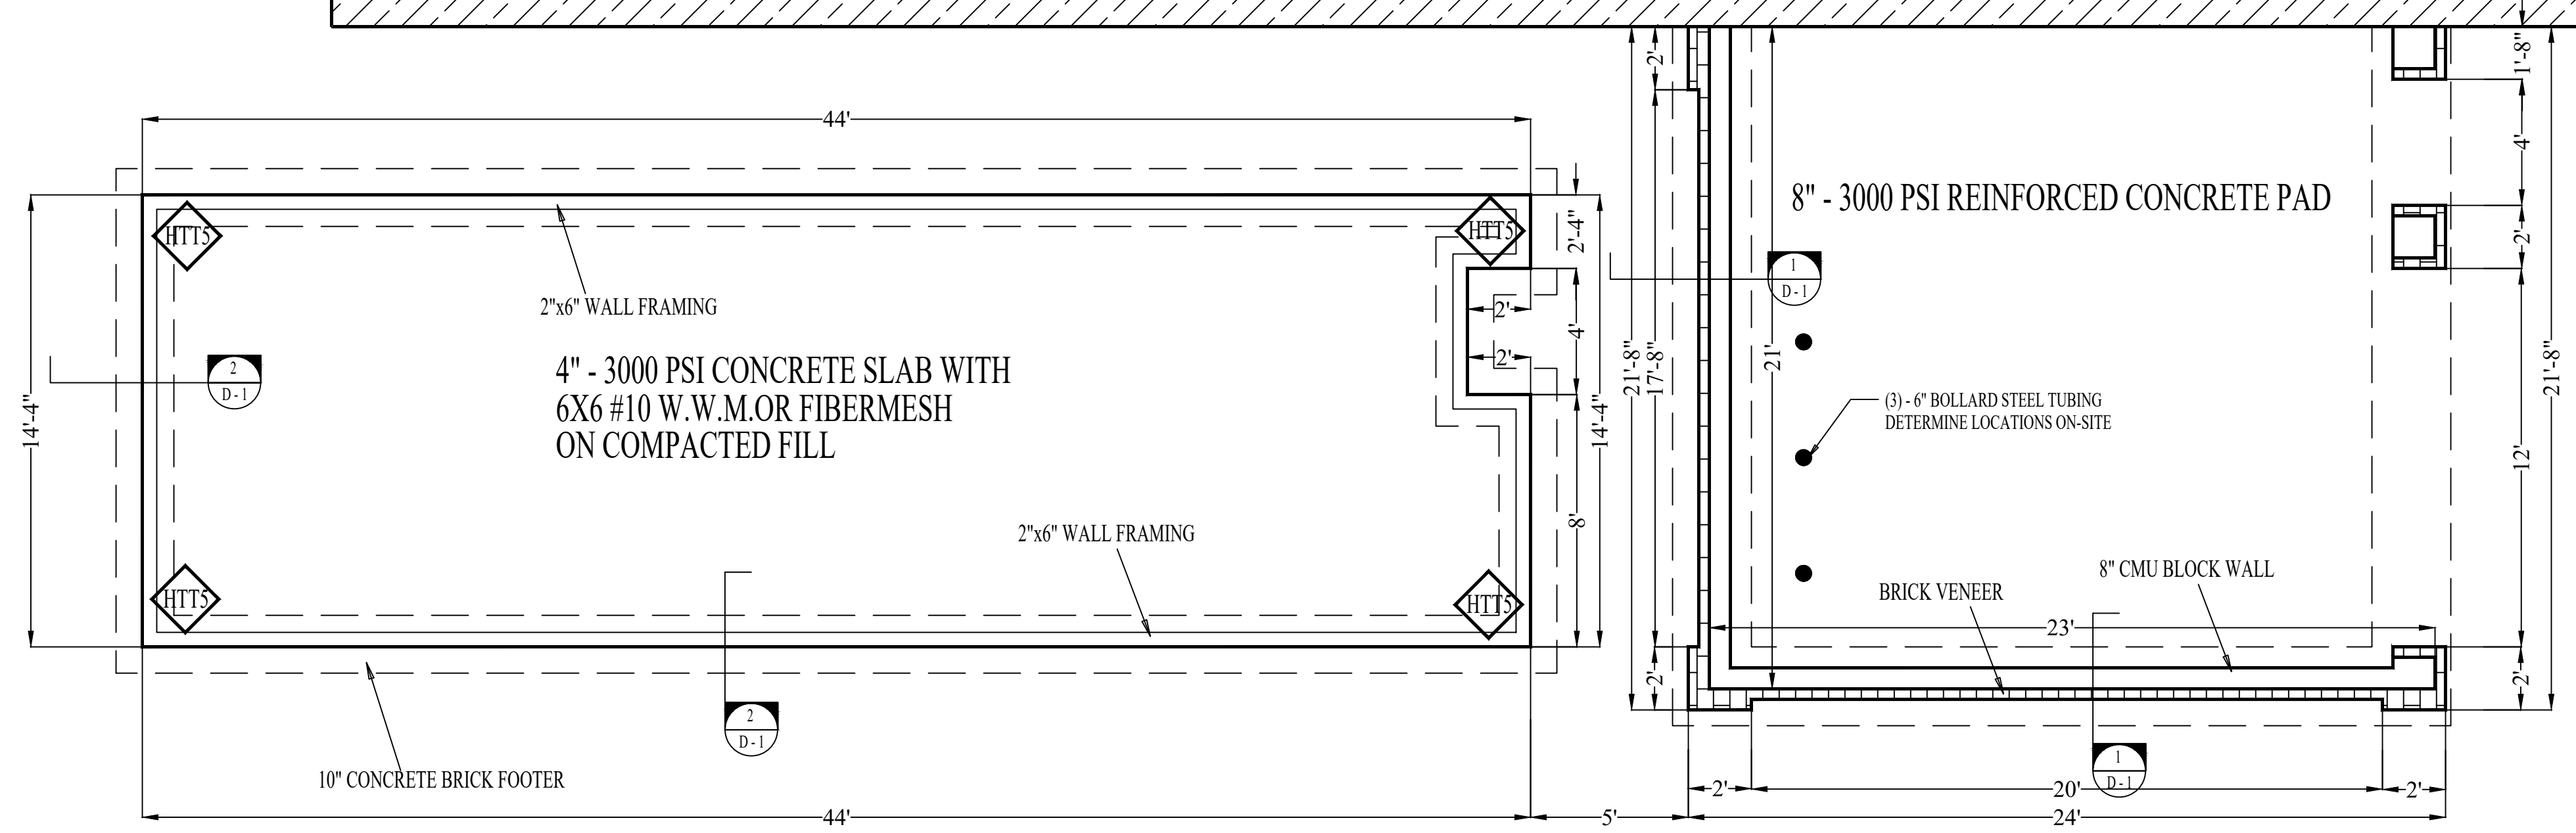 2'
1'-8"
44'
4'
8" - 3000 PSI REINFORCED CONCRETE PAD
HTT5
HTT5
2'-4"
2'
1
D - 1
2"x6" WALL FRAMING
2'
4'
2'
4" - 3000 PSI CONCRETE SLAB WITH
6X6 #10 W.W.M.OR FIBERMESH
ON COMPACTED FILL
2
D - 1
14'-4"
14'-4"
21'-8"
17'-8"
21'
21'-8"
(3) - 6" BOLLARD STEEL TUBING
DETERMINE LOCATIONS ON-SITE
12'
8'
2"x6" WALL FRAMING
8" CMU BLOCK WALL
BRICK VENEER
HTT5
HTT5
23'
2'
2'
2
D - 1
1
D - 1
10" CONCRETE BRICK FOOTER
2'
20'
2'
44'
5'
24'